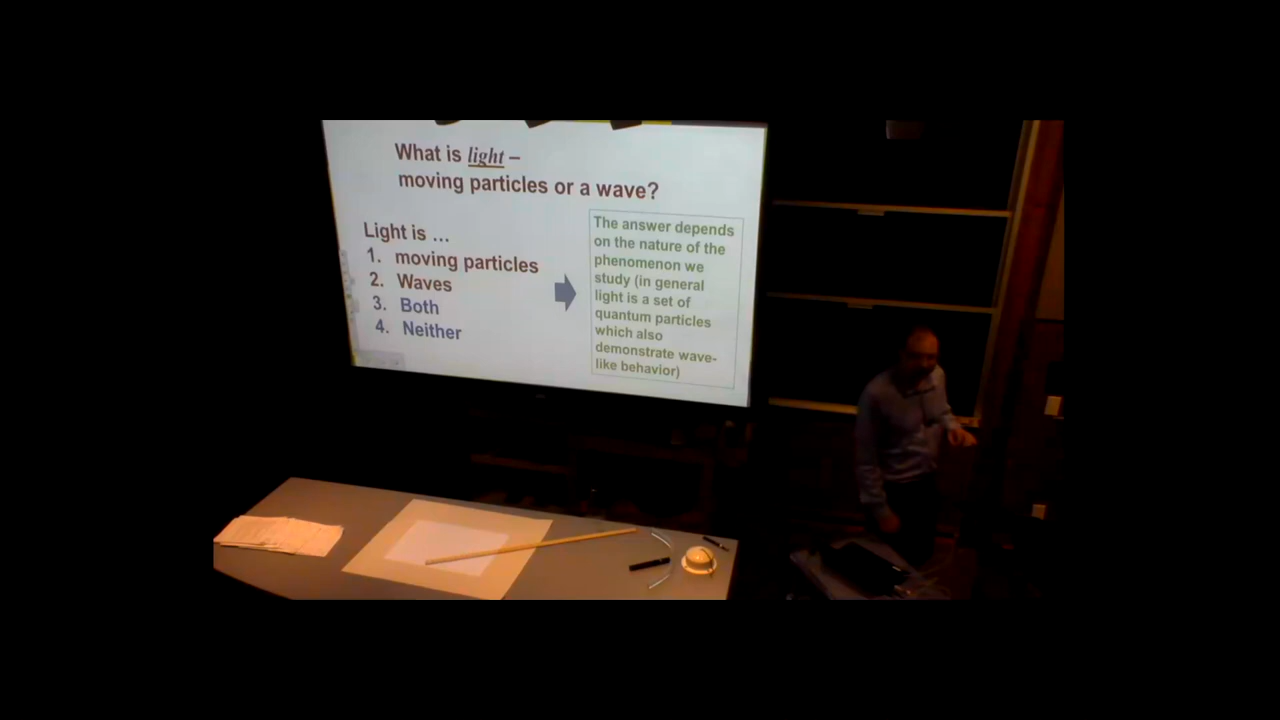 What is light –
moving particles or a wave?
Light is ...
1. moving particles
2. Waves
3. Both
4. Neither
The answer depends
on the nature of the
phenomenon we
study (in general
light is a set of
quantum particles
which also
demonstrate wave-
like behavior)